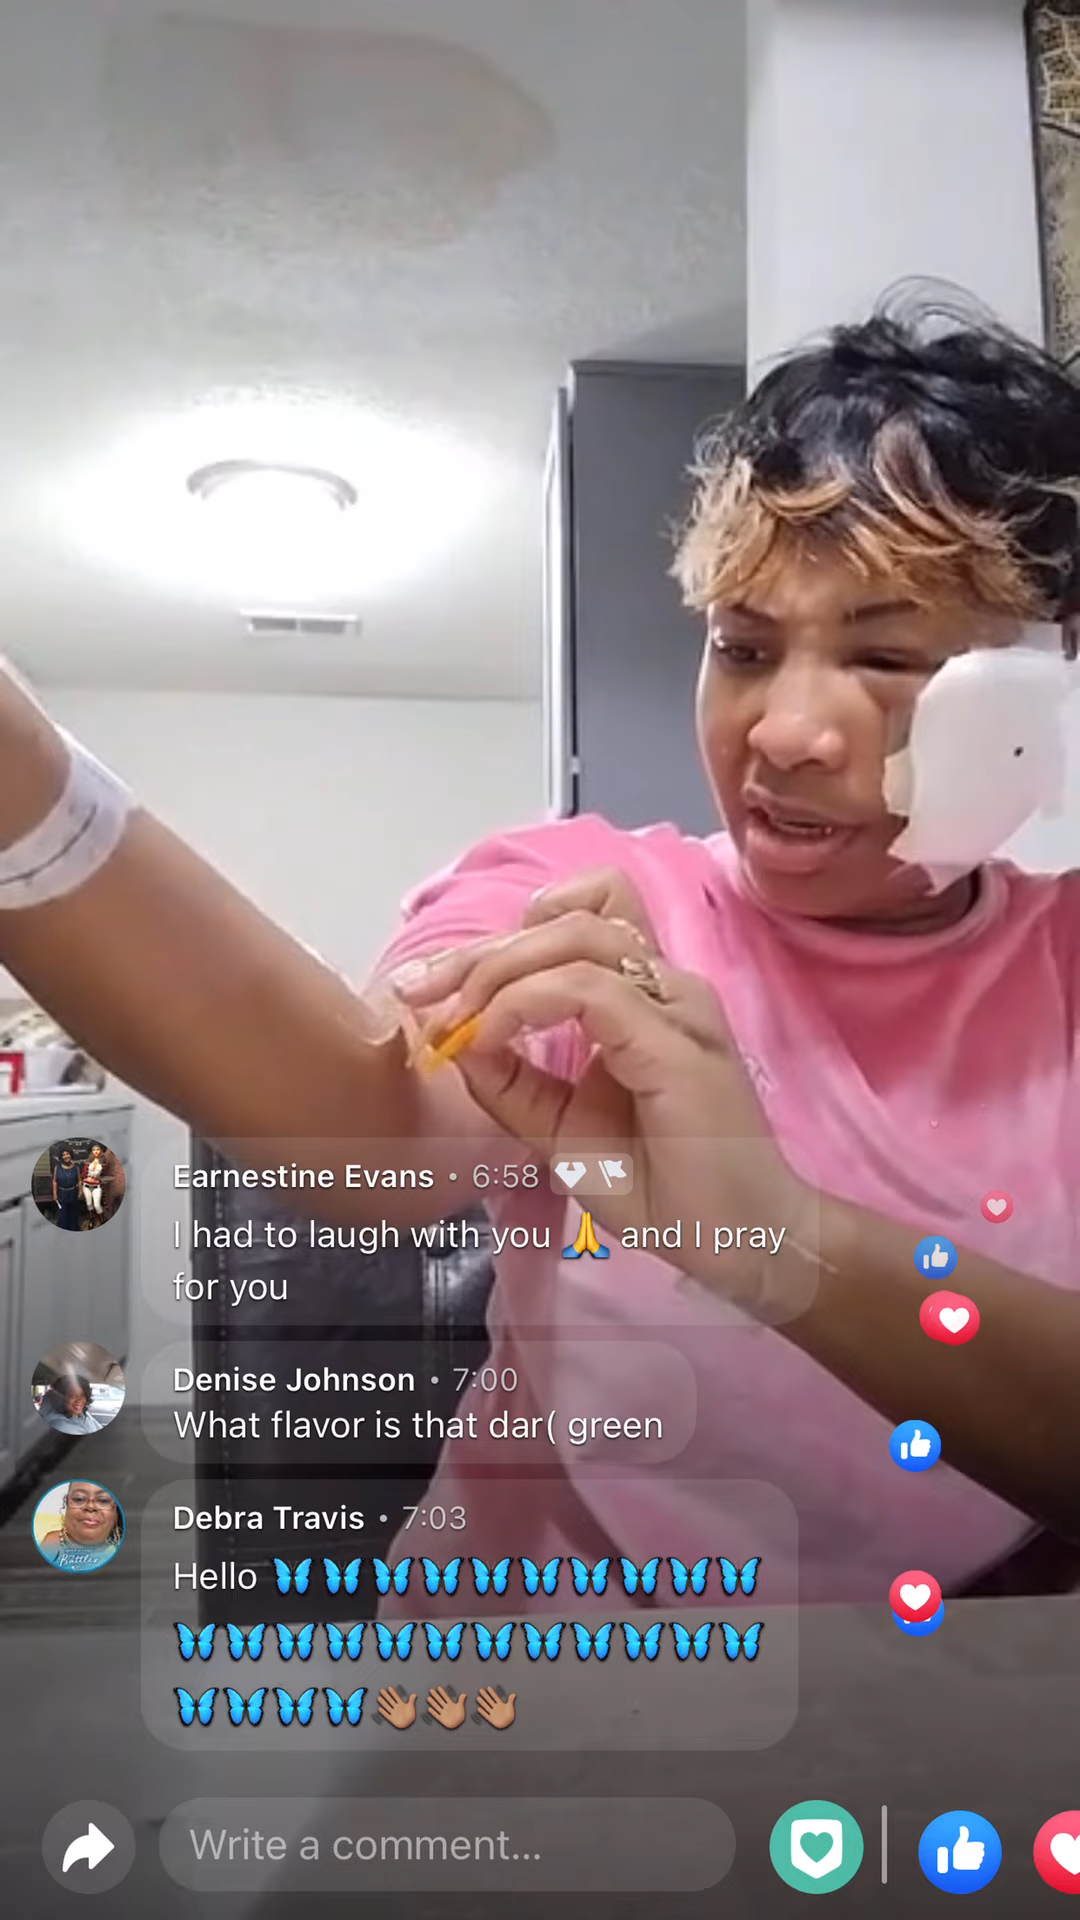 Earnestine Evans • 6:58
I had to laugh with you 🙏 and I pray
for you
Denise Johnson • 7:00
What flavor is that dar( green
Debra Travis • 7:03
Hello 🦋🦋🦋🦋🦋🦋🦋🦋🦋🦋
🦋🦋🦋🦋🦋🦋🦋🦋🦋🦋🦋🦋
🦋🦋🦋🦋👋🏽👋🏽👋🏽
Write a comment...